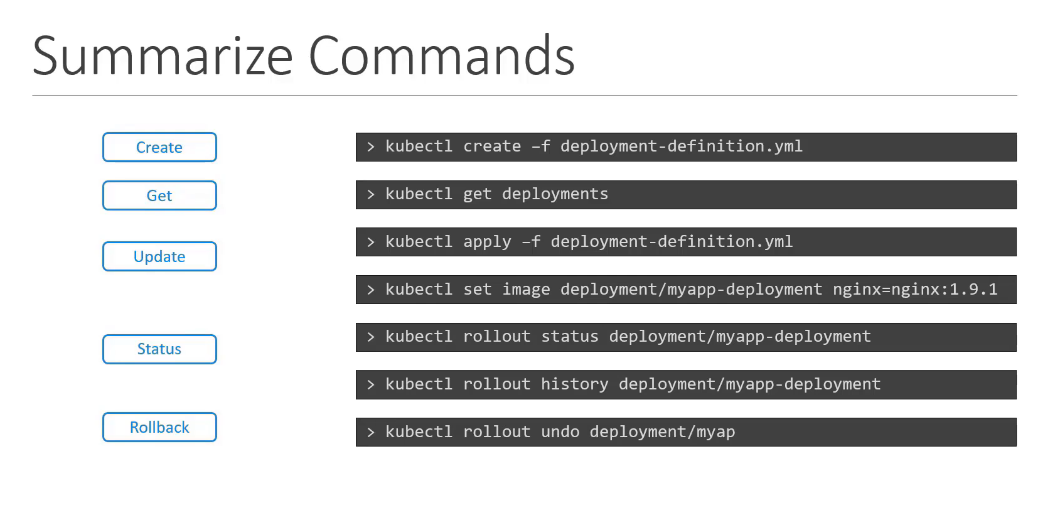 Summarize Commands
Create
> kubectl create –f deployment-definition.yml
Get
> kubectl get deployments
Update
> kubectl apply –f deployment-definition.yml
> kubectl set image deployment/myapp-deployment nginx=nginx:1.9.1
Status
> kubectl rollout status deployment/myapp-deployment
> kubectl rollout history deployment/myapp-deployment
Rollback
> kubectl rollout undo deployment/myap